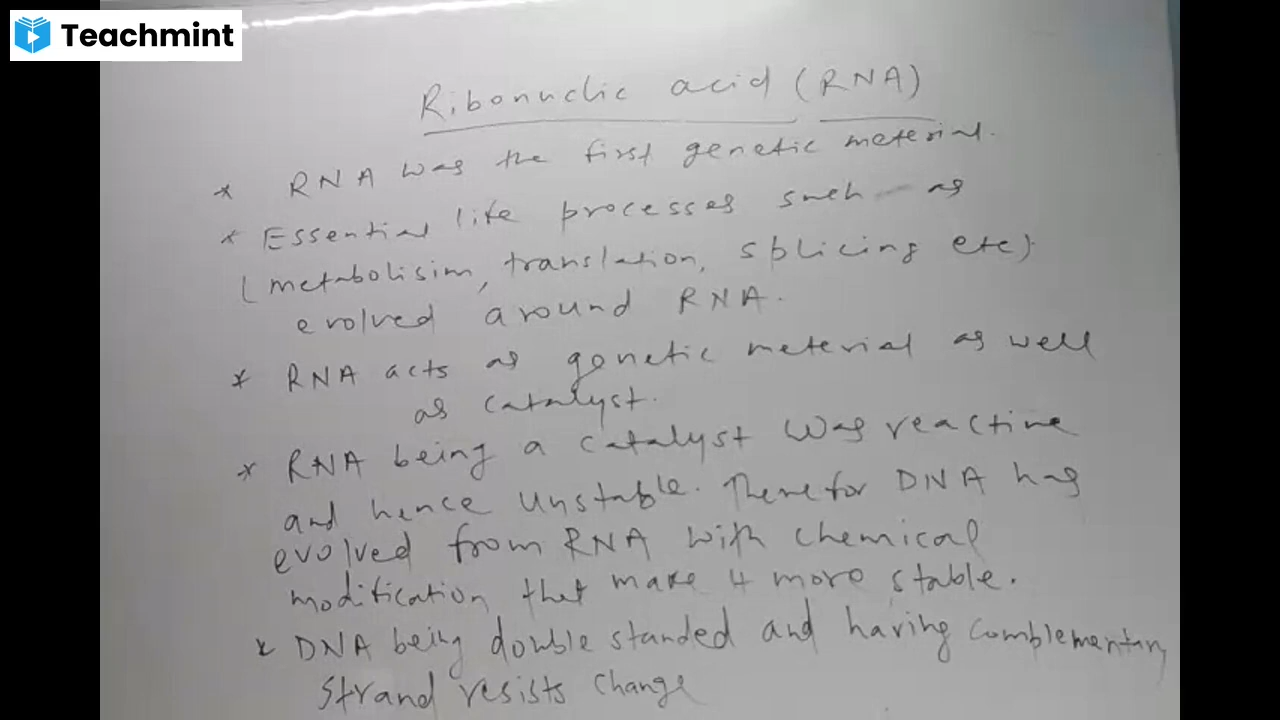 Teachmint
Ribonuclic acid (RNA)
* RNA was the first genetic meterial.
* Essential life processes such as
(metabolisim, translation, splicing etc)
evolved around RNA.
* RNA acts as genetic meterial as well
as catalyst.
* RNA being a catalyst was reactive
and hence unstable. Therefor DNA has
evolved from RNA with chemical
modification that make it more stable.
* DNA being double standed and having complementary
strand resists change